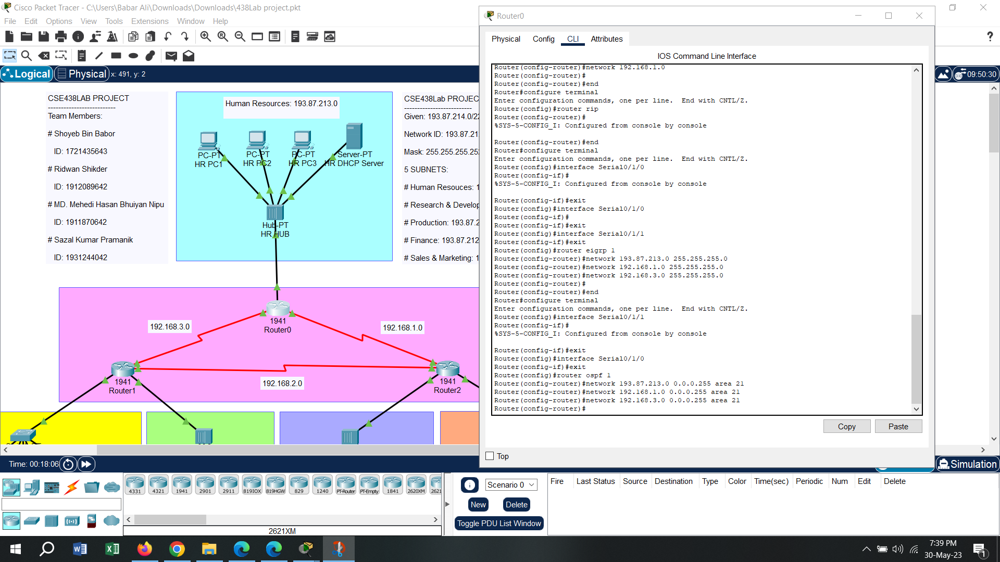 Cisco Packet Tracer - C:\Users\Babar Ali\Downloads\Downloads\438Lab project.pkt
File Edit Options View Tools Extensions Window Help
Logical Physical x: 491, y: 2
09:50:30
CSE438LAB PROJECT
--------------------------
Team Members:
# Shoyeb Bin Babor
ID: 1721435643
# Ridwan Shikder
ID: 1912089642
# MD. Mehedi Hasan Bhuiyan Nipu
ID: 1911870642
# Sazal Kumar Pramanik
ID: 1931244042
Human Resources: 193.87.213.0
PC-PT
HR PC1
PC-PT
HR PC2
PC-PT
HR PC3
Server-PT
HR DHCP Server
Hub-PT
HR HUB
CSE438Lab PROJEC
--------------------------
Given: 193.87.214.0/22
Network ID: 193.87.21
Mask: 255.255.255.25
5 SUBNETS:
# Human Resouces: 1
# Research & Develop
# Production: 193.87.2
# Finance: 193.87.212
# Sales & Marketing: 1
1941
Router0
192.168.3.0
192.168.1.0
1941
Router1
192.168.2.0
1941
Router2
Router0
Physical Config CLI Attributes
IOS Command Line Interface
Router(config-router)#network 192.168.1.0
Router(config-router)#
Router(config-router)#end
Router#configure terminal
Enter configuration commands, one per line.  End with CNTL/Z.
Router(config)#router rip
Router(config-router)#
%SYS-5-CONFIG_I: Configured from console by console
Router(config-router)#end
Router#configure terminal
Enter configuration commands, one per line.  End with CNTL/Z.
Router(config)#interface Serial0/1/0
Router(config-if)#
%SYS-5-CONFIG_I: Configured from console by console
Router(config-if)#exit
Router(config)#interface Serial0/1/0
Router(config-if)#
Router(config-if)#exit
Router(config)#interface Serial0/1/1
Router(config-if)#exit
Router(config)#router eigrp 1
Router(config-router)#network 193.87.213.0 255.255.255.0
Router(config-router)#network 192.168.1.0 255.255.255.0
Router(config-router)#network 192.168.3.0 255.255.255.0
Router(config-router)#
Router(config-router)#end
Router#configure terminal
Enter configuration commands, one per line.  End with CNTL/Z.
Router(config)#interface Serial0/1/1
Router(config-if)#
%SYS-5-CONFIG_I: Configured from console by console
Router(config-if)#exit
Router(config)#interface Serial0/1/0
Router(config-if)#exit
Router(config)#router ospf 1
Router(config-router)#network 193.87.213.0 0.0.0.255 area 21
Router(config-router)#network 192.168.1.0 0.0.0.255 area 21
Router(config-router)#network 192.168.3.0 0.0.0.255 area 21
Router(config-router)#
Copy Paste
Top
Time: 00:18:06
Simulation
4331 4321 1941 2901 2911 819IOX 819HGW 829 1240 PT-Router PT-Empty 1841 2620XM 2621
2621XM
Scenario 0
New Delete
Toggle PDU List Window
Fire Last Status Source Destination Type Color Time(sec) Periodic Num Edit Delete
7:39 PM
30-May-23
1